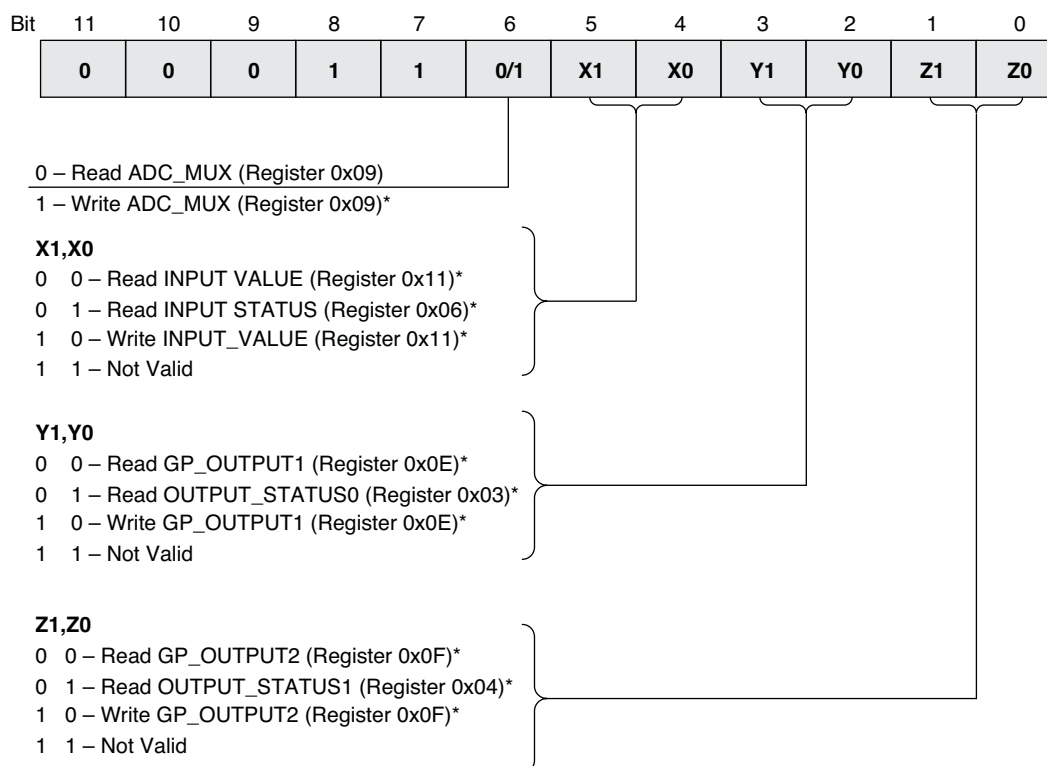 Bit 11 10 9 8 7 6 5 4 3 2 1 0
0 0 0 1 1 0/1 X1 X0 Y1 Y0 Z1 Z0
0 – Read ADC_MUX (Register 0x09)
1 – Write ADC_MUX (Register 0x09)*
X1,X0
0 0 – Read INPUT VALUE (Register 0x11)*
0 1 – Read INPUT STATUS (Register 0x06)*
1 0 – Write INPUT_VALUE (Register 0x11)*
1 1 – Not Valid
Y1,Y0
0 0 – Read GP_OUTPUT1 (Register 0x0E)*
0 1 – Read OUTPUT_STATUS0 (Register 0x03)*
1 0 – Write GP_OUTPUT1 (Register 0x0E)*
1 1 – Not Valid
Z1,Z0
0 0 – Read GP_OUTPUT2 (Register 0x0F)*
0 1 – Read OUTPUT_STATUS1 (Register 0x04)*
1 0 – Write GP_OUTPUT2 (Register 0x0F)*
1 1 – Not Valid